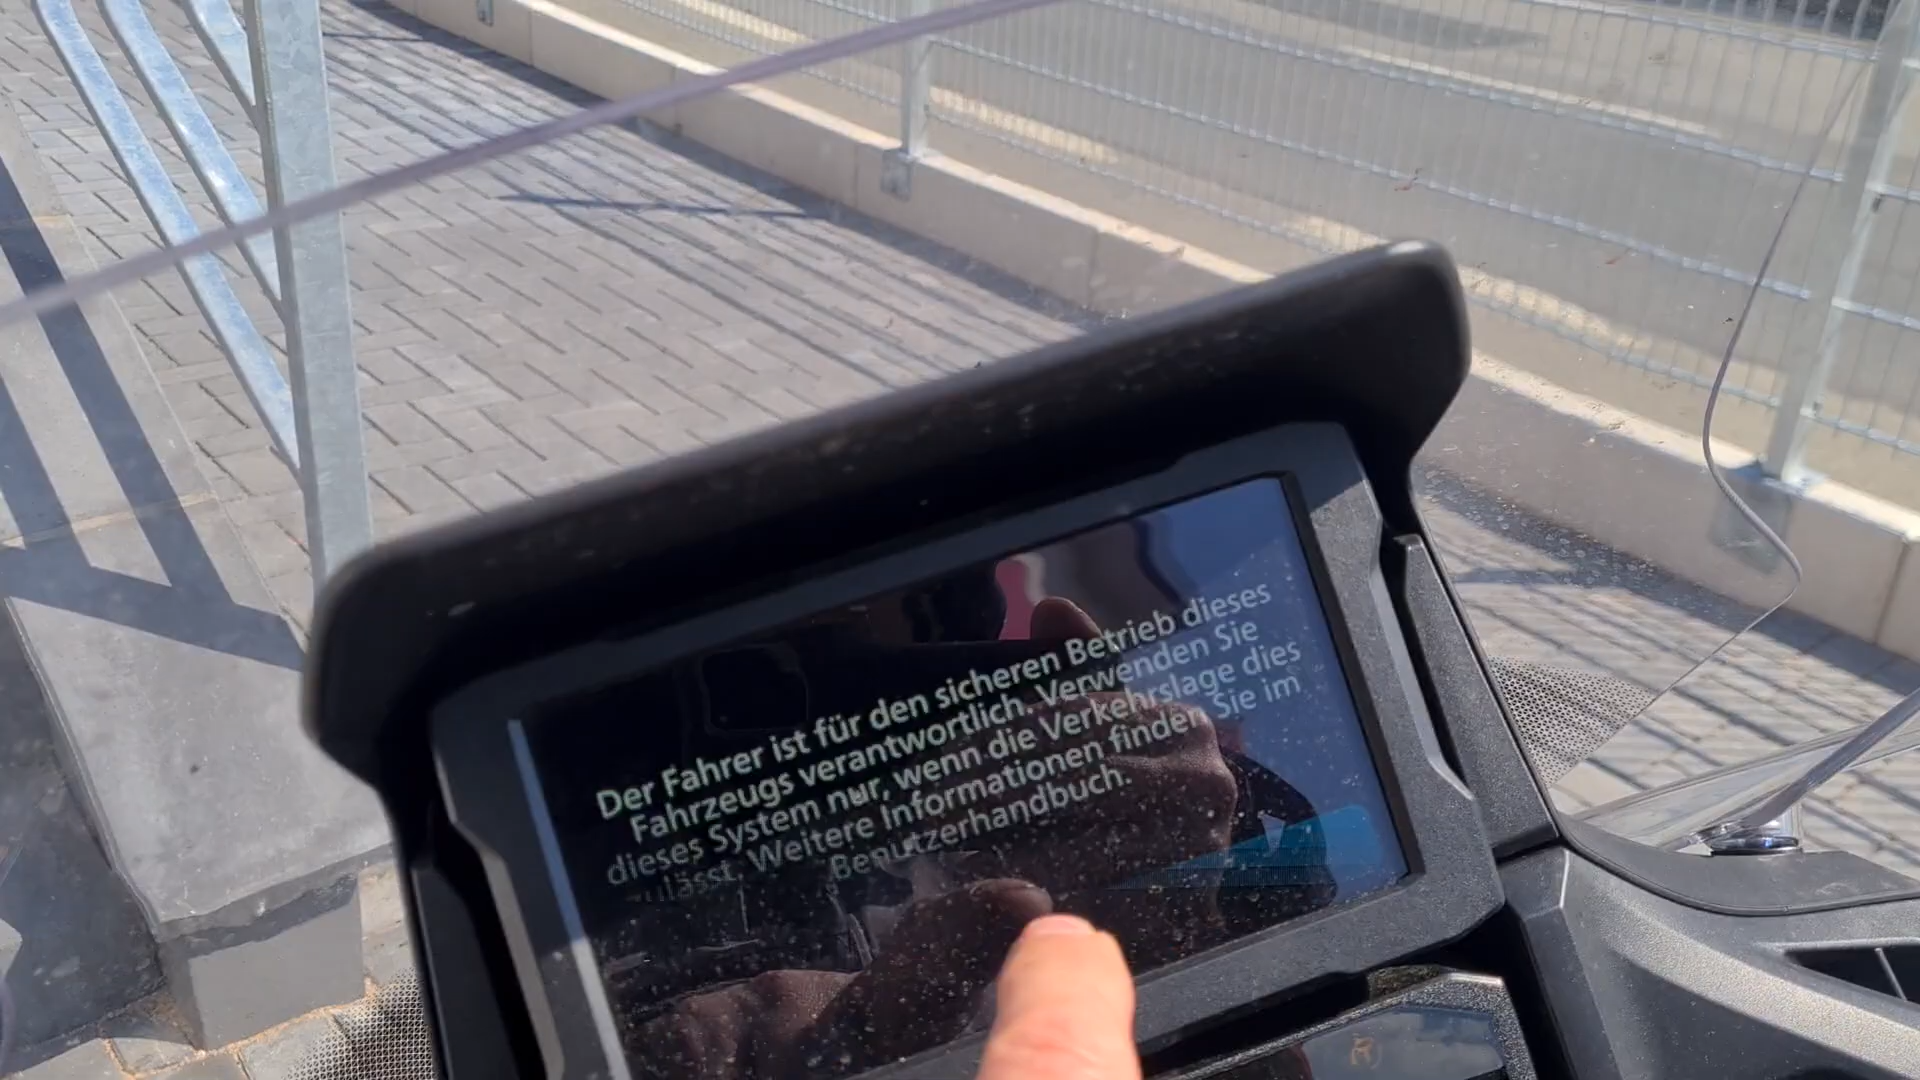 Der Fahrer ist für den sicheren Betrieb dieses
Fahrzeugs verantwortlich. Verwenden Sie
dieses System nur, wenn die Verkehrslage dies
zulässt. Weitere Informationen finden Sie im
Benutzerhandbuch.